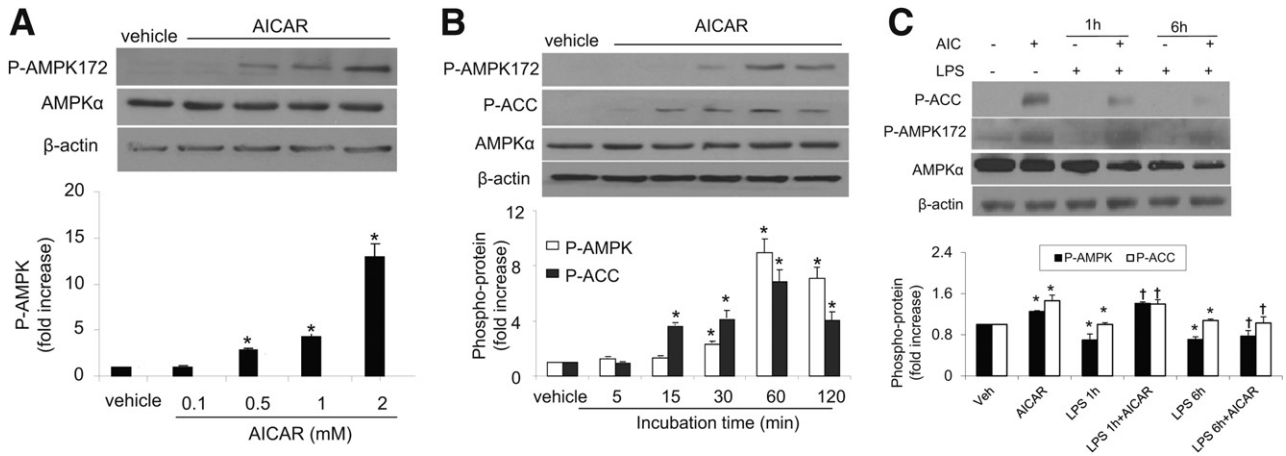 A
AICAR
vehicle
P-AMPK172
AMPKα
β-actin
P-AMPK
(fold increase)
20
15
10
5
0
*
*
*
vehicle 0.1 0.5 1 2
AICAR (mM)
B
AICAR
vehicle
P-AMPK172
P-ACC
AMPKα
β-actin
Phospho-protein
(fold increase)
12
8
4
0
P-AMPK
P-ACC
* * * * * * *
vehicle 5 15 30 60 120
Incubation time (min)
C
1h 6h
AIC - + - + - +
LPS - - + + + +
P-ACC
P-AMPK172
AMPKα
β-actin
Phospho-protein
(fold increase)
2.4
1.6
0.8
0
P-AMPK P-ACC
* * * * † † * * † †
Veh
AICAR
LPS 1h
LPS 1h+AICAR
LPS 6h
LPS 6h+AICAR